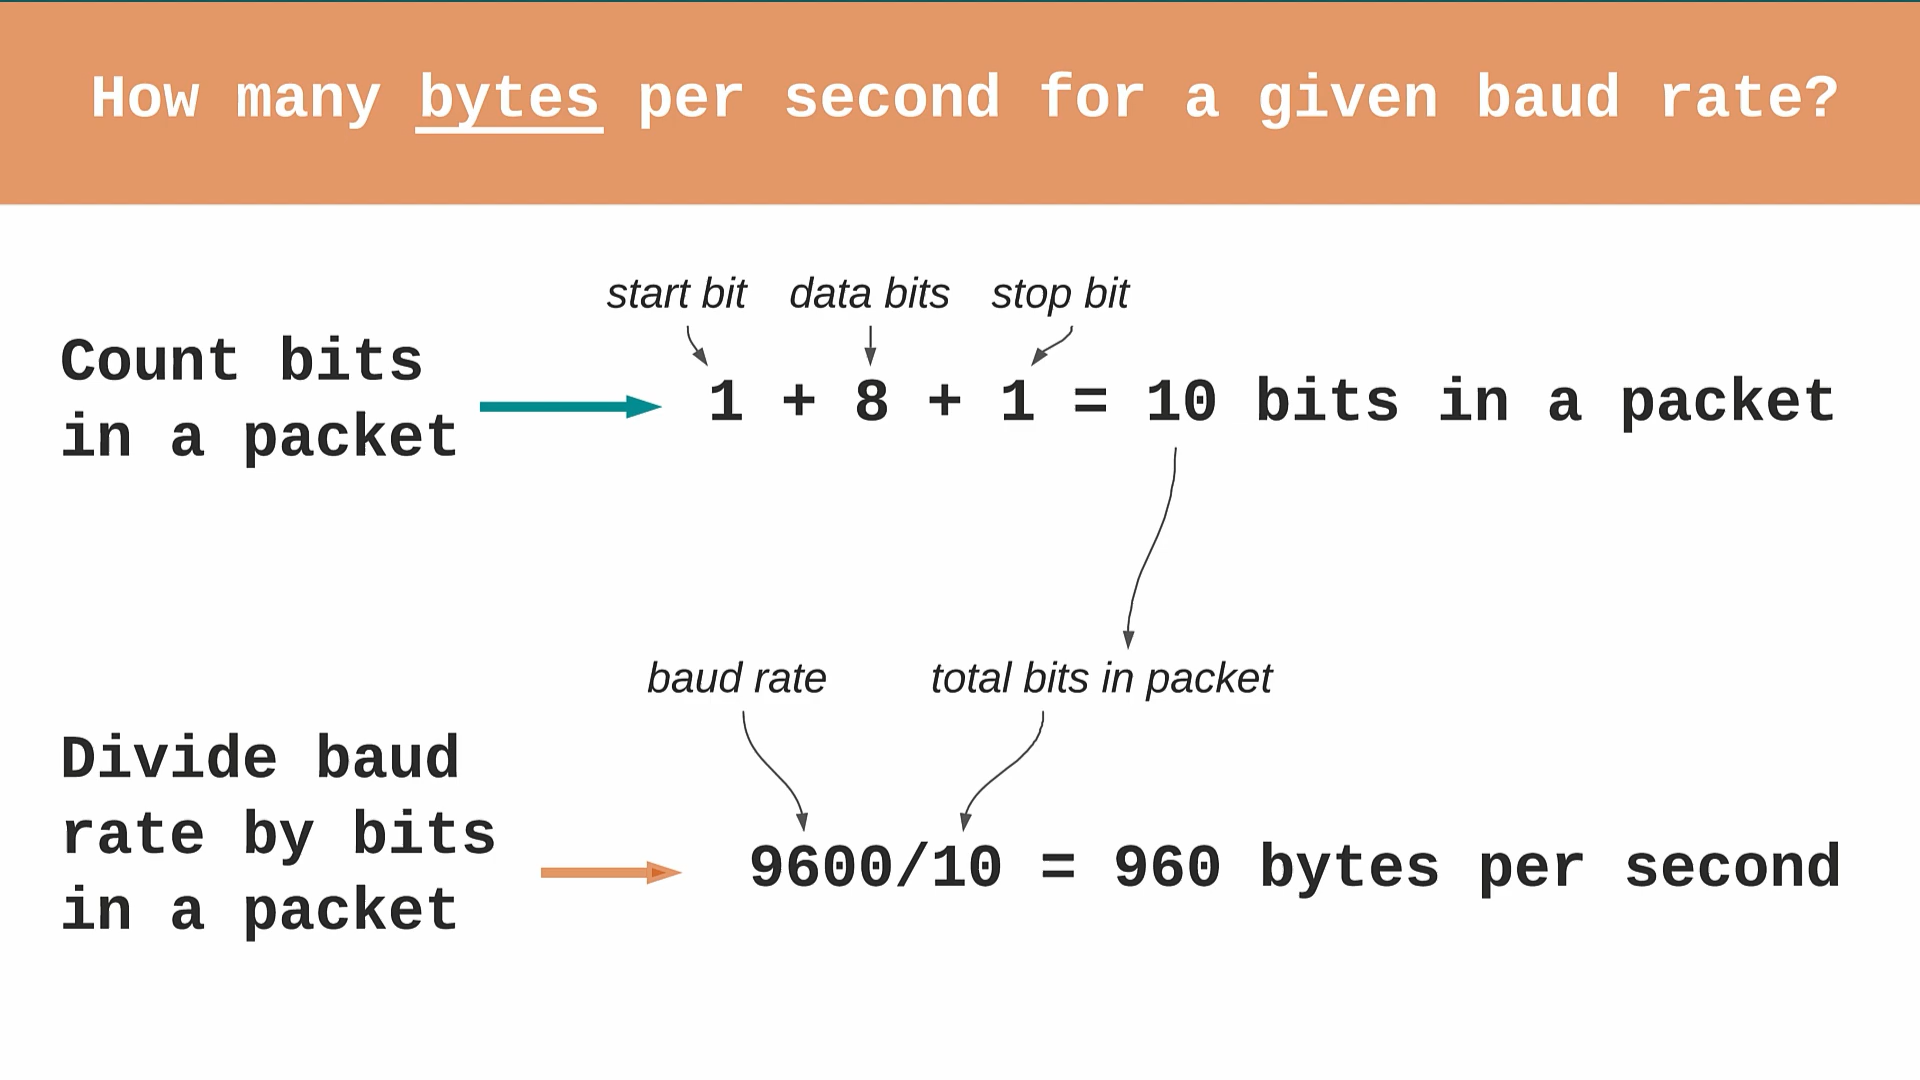 How many bytes per second for a given baud rate?
start bit data bits stop bit
Count bits
in a packet
1 + 8 + 1 = 10 bits in a packet
baud rate total bits in packet
Divide baud
rate by bits
in a packet
9600/10 = 960 bytes per second